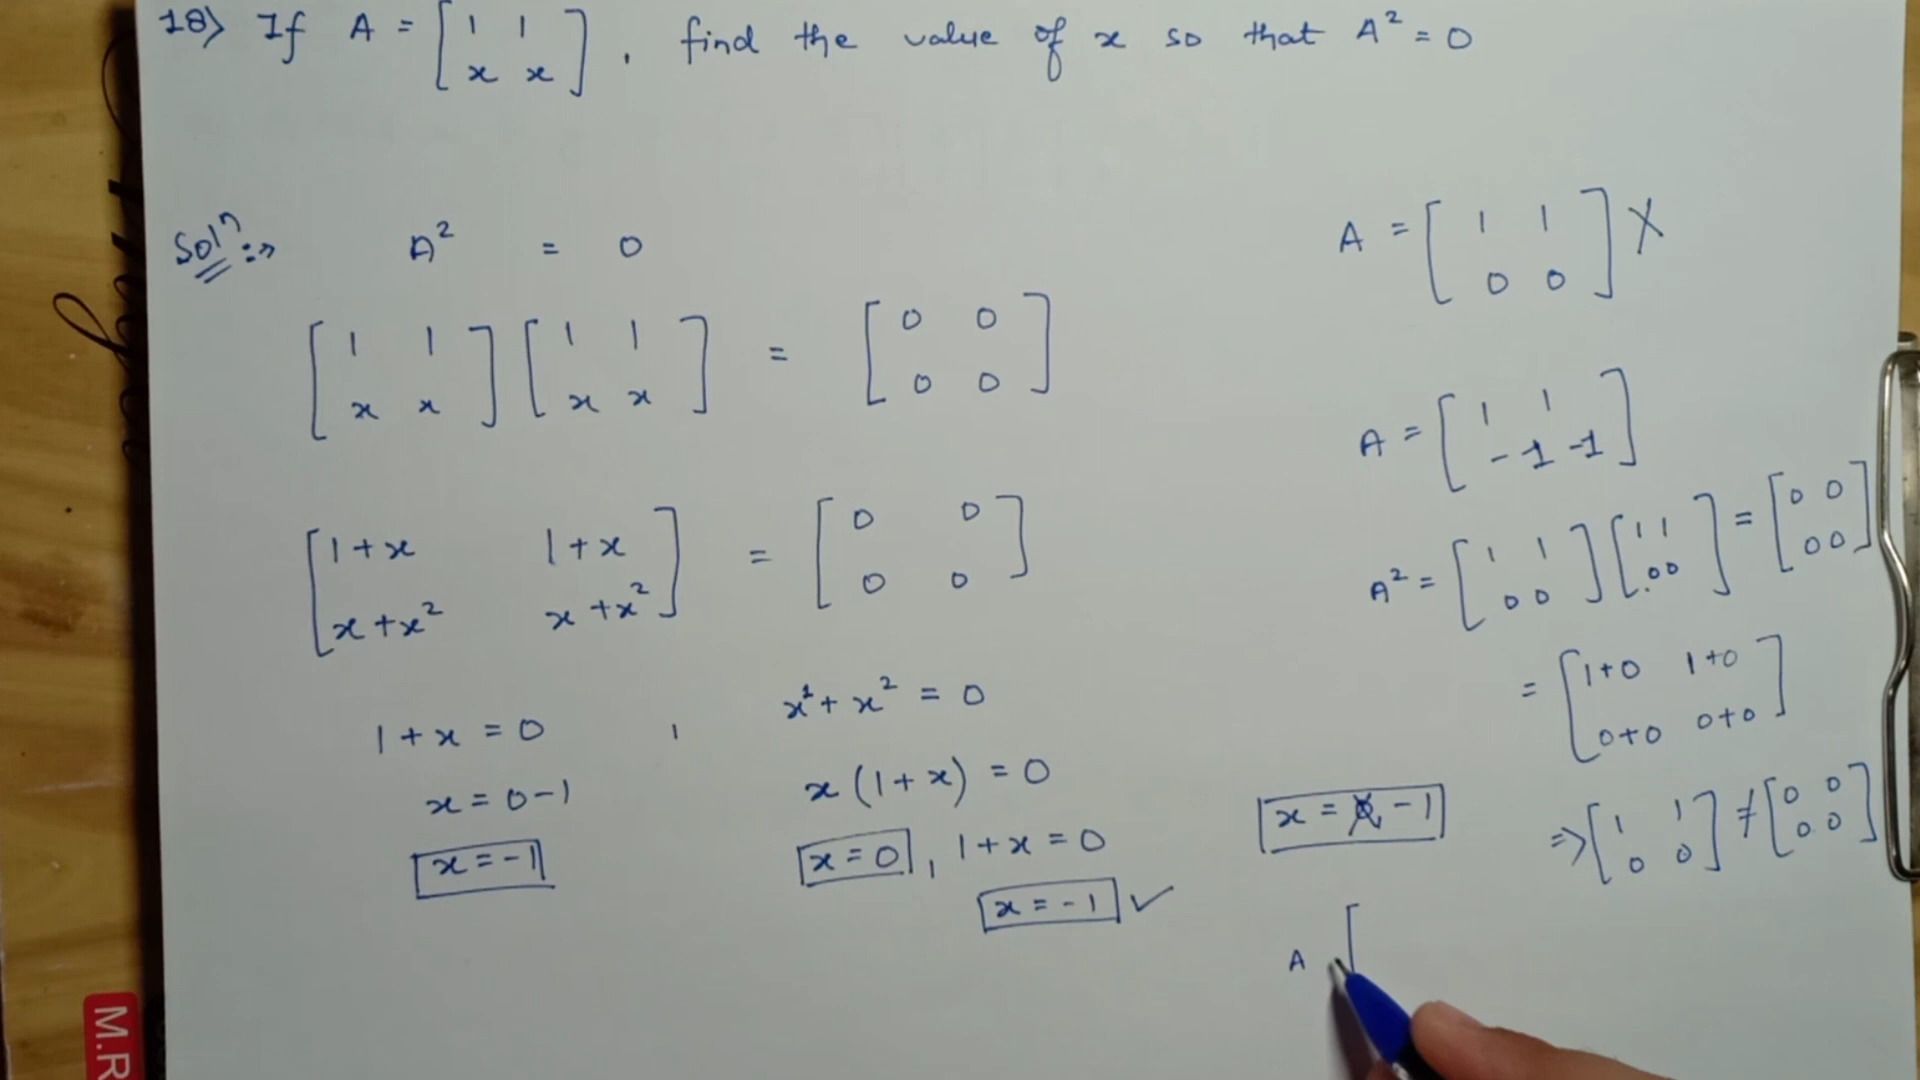 18) If A = [1 1 x x], find the value of x so that A² = 0
Solⁿ :→ A² = 0
[1 1 x x] [1 1 x x] = [0 0 0 0]
[1+x 1+x x+x² x+x²] = [0 0 0 0]
1+x = 0 , x¹+x² = 0
x = 0-1 x(1+x) = 0
x = -1 x = 0 , 1+x = 0
x = -1 ✓
A = [1 1 0 0] X
A = [1 1 -1 -1]
A² = [1 1 0 0] [1 1 0 0] = [0 0 0 0]
= [1+0 1+0 0+0 0+0]
⇒ [1 1 0 0] ≠ [0 0 0 0]
x = -1
A [
M.R